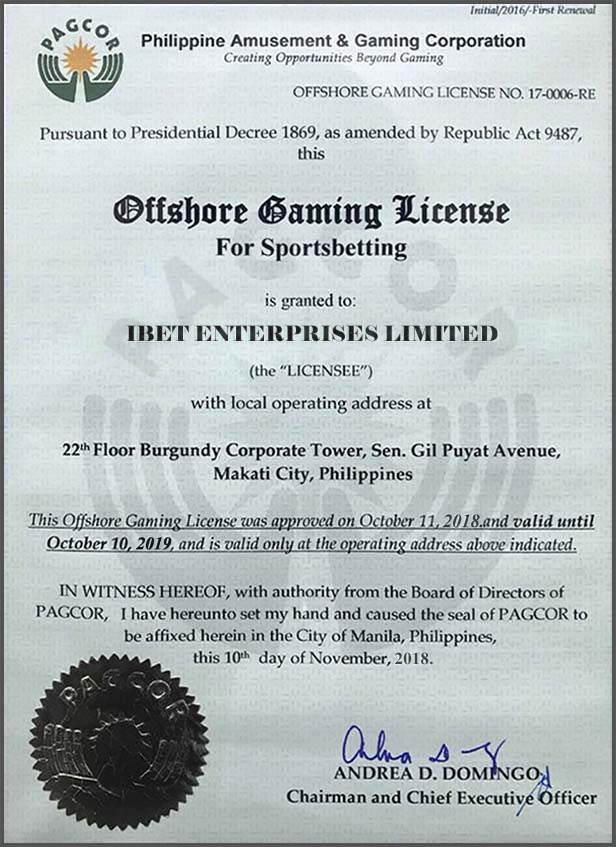 Initial/2016/-First Renewal
PAGCOR
Philippine Amusement & Gaming Corporation
Creating Opportunities Beyond Gaming
OFFSHORE GAMING LICENSE NO. 17-0006-RE
Pursuant to Presidential Decree 1869, as amended by Republic Act 9487,
this
Offshore Gaming License
For Sportsbetting
is granted to:
IBET ENTERPRISES LIMITED
(the “LICENSEE”)
with local operating address at
22th Floor Burgundy Corporate Tower, Sen. Gil Puyat Avenue,
Makati City, Philippines
This Offshore Gaming License was approved on October 11, 2018.and valid until
October 10, 2019, and is valid only at the operating address above indicated.
IN WITNESS HEREOF, with authority from the Board of Directors of
PAGCOR, I have hereunto set my hand and caused the seal of PAGCOR to
be affixed herein in the City of Manila, Philippines,
this 10th day of November, 2018.
PAGCOR
ANDREA D. DOMINGO
Chairman and Chief Executive Officer
PAGCOR